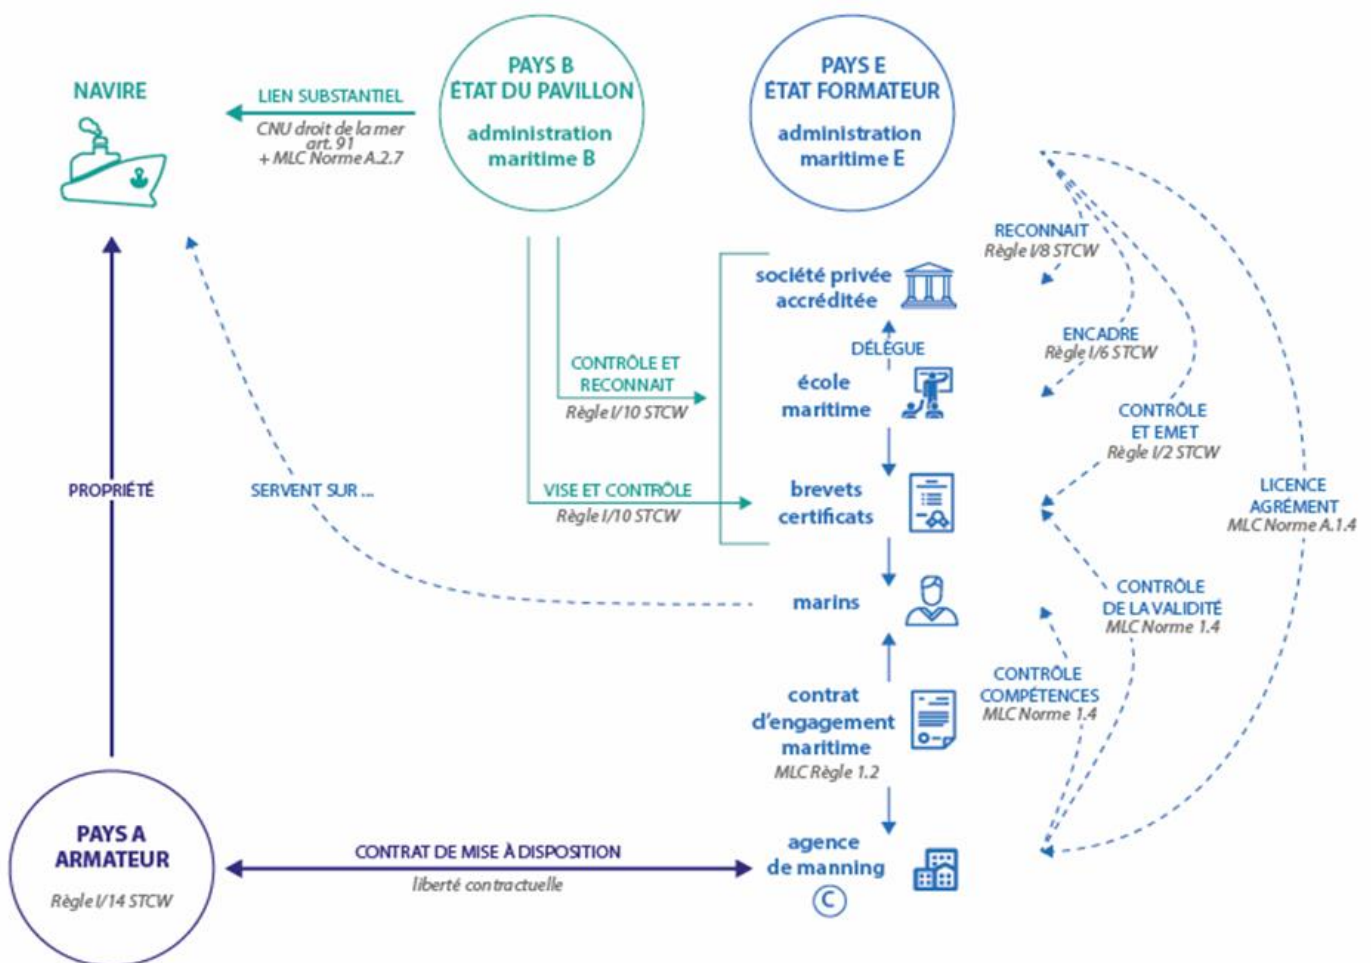 PAYS B
ÉTAT DU PAVILLON
administration
maritime B
PAYS E
ÉTAT FORMATEUR
administration
maritime E
NAVIRE
LIEN SUBSTANTIEL
CNU droit de la mer
art. 91
+ MLC Norme A.2.7
RECONNAIT
Règle I/8 STCW
société privée
accréditée
ENCADRE
Règle I/6 STCW
DÉLÈGUE
CONTRÔLE ET
RECONNAIT
Règle I/10 STCW
école
maritime
CONTRÔLE
ET EMET
Règle I/2 STCW
PROPRIÉTÉ
SERVENT SUR ...
VISE ET CONTRÔLE
Règle I/10 STCW
brevets
certificats
LICENCE
AGRÉMENT
MLC Norme A.1.4
marins
CONTRÔLE
DE LA VALIDITÉ
MLC Norme 1.4
CONTRÔLE
COMPÉTENCES
MLC Norme 1.4
contrat
d'engagement
maritime
MLC Règle 1.2
PAYS A
ARMATEUR
Règle I/14 STCW
CONTRAT DE MISE À DISPOSITION
liberté contractuelle
agence
de manning
C